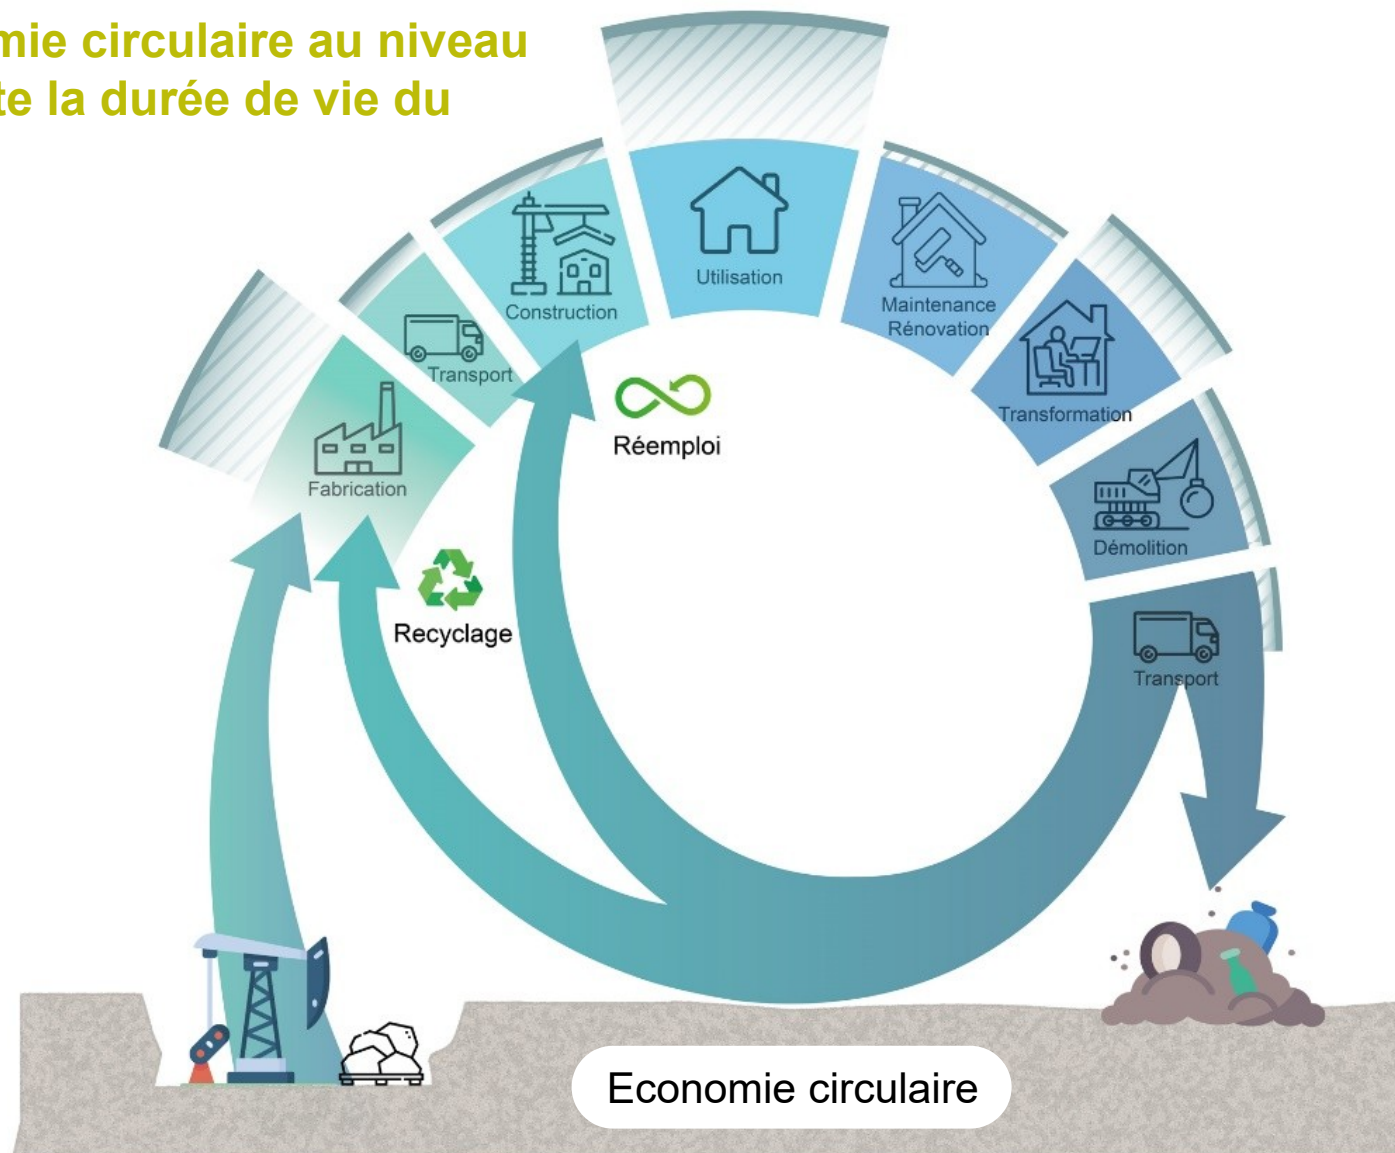 mie circulaire au niveau
te la durée de vie du
Utilisation
Construction
Maintenance
Rénovation
Transport
Transformation
Réemploi
Fabrication
Démolition
Recyclage
Transport
Economie circulaire